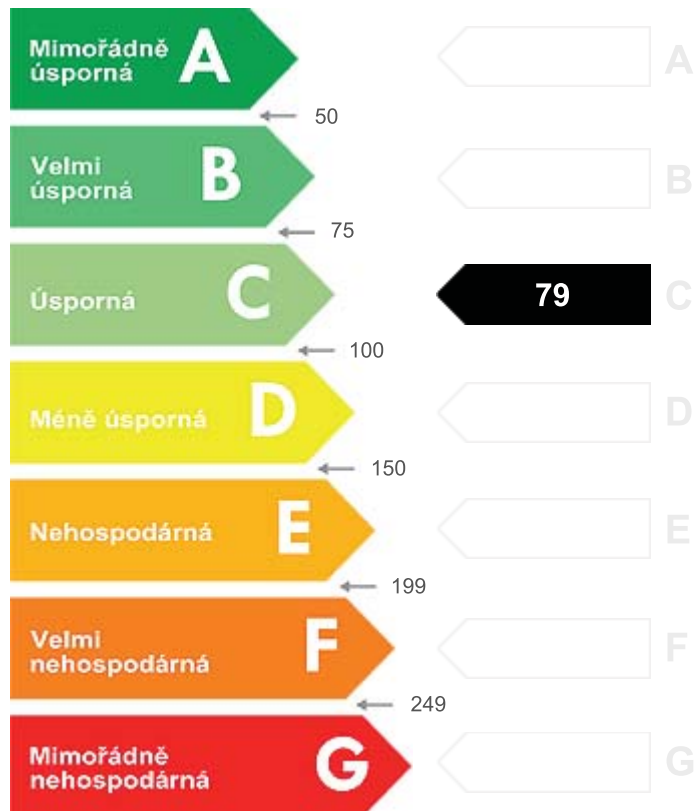 Mimořádně
úsporná
A
A
50
Velmi
úsporná
B
B
75
Úsporná
C
79
C
100
Méně úsporná
D
D
150
Nehospodárná
E
E
199
Velmi
nehospodárná
F
F
249
Mimořádně
nehospodárná
G
G